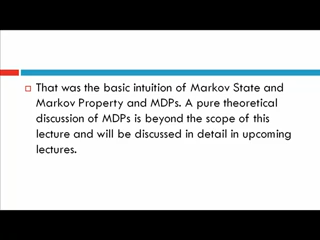 That was the basic intuition of Markov State and
Markov Property and MDPs. A pure theoretical
discussion of MDPs is beyond the scope of this
lecture and will be discussed in detail in upcoming
lectures.